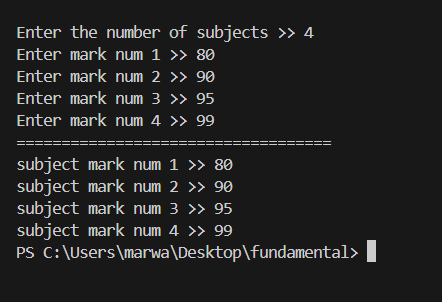 Enter the number of subjects >> 4
Enter mark num 1 >> 80
Enter mark num 2 >> 90
Enter mark num 3 >> 95
Enter mark num 4 >> 99
===================================
subject mark num 1 >> 80
subject mark num 2 >> 90
subject mark num 3 >> 95
subject mark num 4 >> 99
PS C:\Users\marwa\Desktop\fundamental>